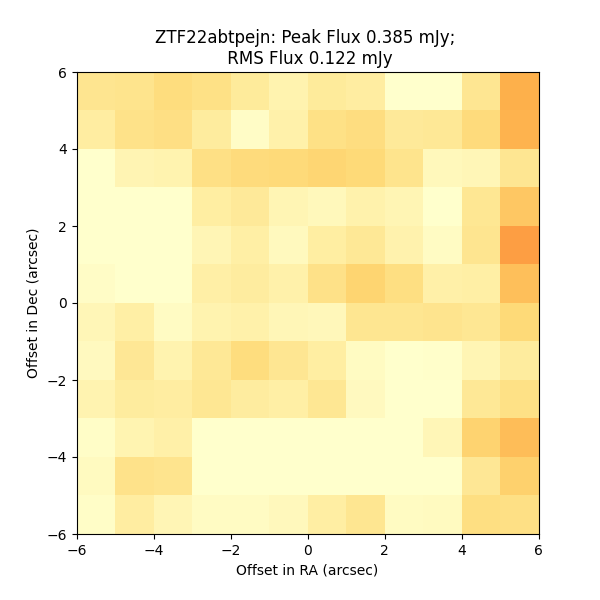 ZTF22abtpejn: Peak Flux 0.385 mJy;
RMS Flux 0.122 mJy
6
4
2
0
−2
−4
−6
Offset in Dec (arcsec)
−6 −4 −2 0 2 4 6
Offset in RA (arcsec)